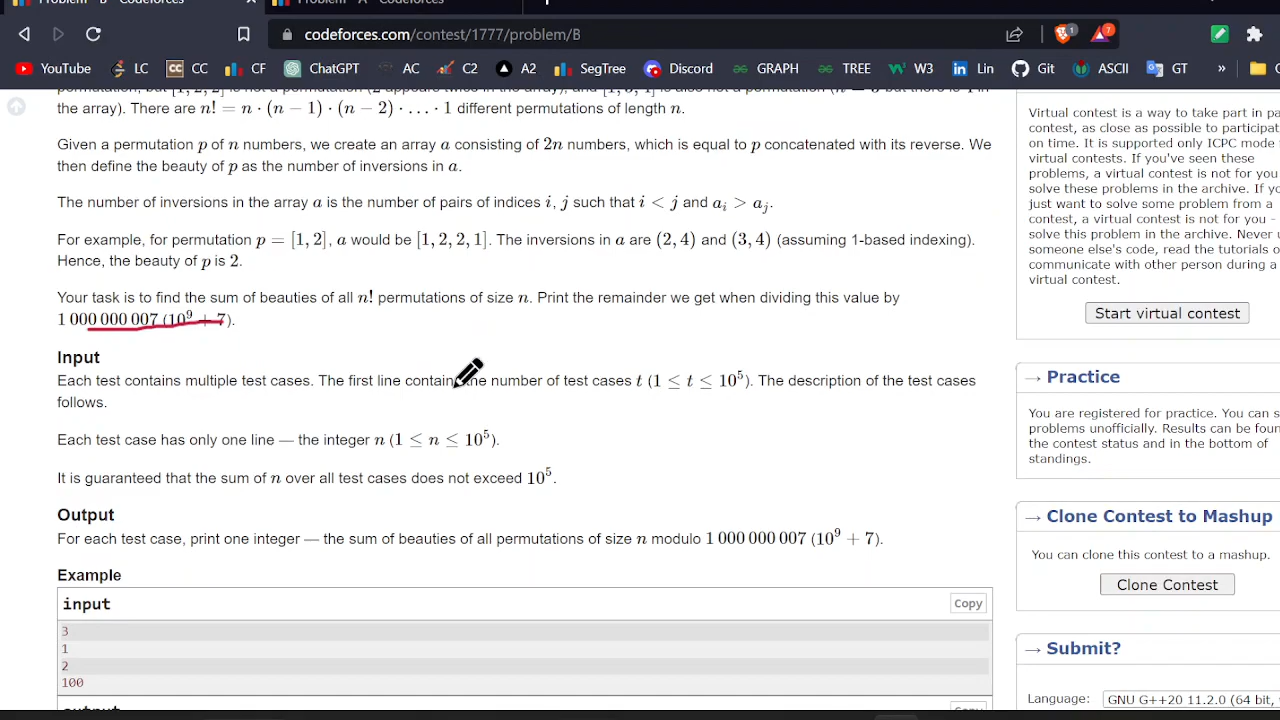 codeforces.com/contest/1777/problem/B
1
7
YouTube LC CC CF ChatGPT AC C2 A2 SegTree Discord GRAPH TREE W3 Lin Git ASCII GT »
the array). There are n! = n · (n − 1) · (n − 2) · . . . · 1 different permutations of length n.
Given a permutation p of n numbers, we create an array a consisting of 2n numbers, which is equal to p concatenated with its reverse. We
then define the beauty of p as the number of inversions in a.
The number of inversions in the array a is the number of pairs of indices i, j such that i < j and aᵢ > aⱼ.
For example, for permutation p = [1, 2], a would be [1, 2, 2, 1]. The inversions in a are (2, 4) and (3, 4) (assuming 1-based indexing).
Hence, the beauty of p is 2.
Your task is to find the sum of beauties of all n! permutations of size n. Print the remainder we get when dividing this value by
1 000 000 007 (10⁹ + 7).
Input
Each test contains multiple test cases. The first line contain the number of test cases t (1 ≤ t ≤ 10⁵). The description of the test cases
follows.
Each test case has only one line — the integer n (1 ≤ n ≤ 10⁵).
It is guaranteed that the sum of n over all test cases does not exceed 10⁵.
Output
For each test case, print one integer — the sum of beauties of all permutations of size n modulo 1 000 000 007 (10⁹ + 7).
Example
input
Copy
3
1
2
100
Virtual contest is a way to take part in pa
contest, as close as possible to participat
on time. It is supported only ICPC mode
virtual contests. If you've seen these
problems, a virtual contest is not for you
solve these problems in the archive. If yo
just want to solve some problem from a
contest, a virtual contest is not for you -
solve this problem in the archive. Never u
someone else's code, read the tutorials o
communicate with other person during a
virtual contest.
Start virtual contest
→ Practice
You are registered for practice. You can s
problems unofficially. Results can be foun
the contest status and in the bottom of
standings.
→ Clone Contest to Mashup
You can clone this contest to a mashup.
Clone Contest
→ Submit?
Language: GNU G++20 11.2.0 (64 bit,